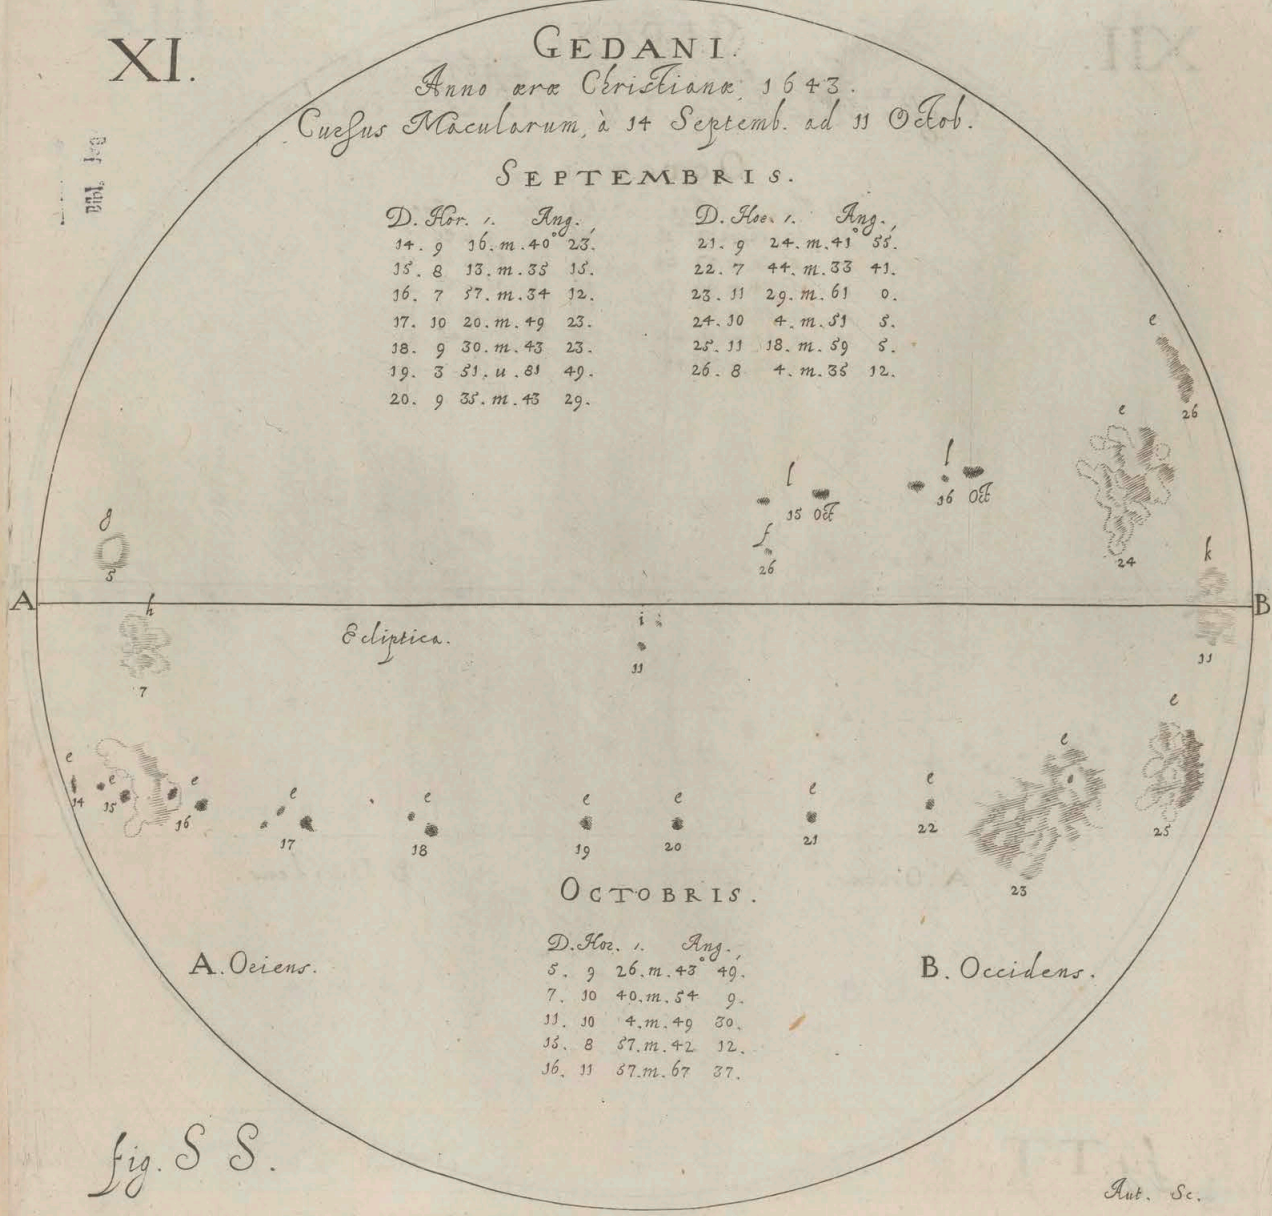 XI.
GEDANI.
Anno æræ Christianæ, 1643.
Cursus Macularum, à 14 Septemb. ad 11 Octob.
SEPTEMBRIS.
D. Hor. ,. Ang. ,
14. 9 16. m. 40° 23.
15. 8 13. m. 35 15.
16. 7 57. m. 34 12.
17. 10 20. m. 49 23.
18. 9 30. m. 43 23.
19. 3 51. u. 81 49.
20. 9 35. m. 43 29.
D. Hor. ,. Ang. ,
21. 9 24. m. 41° 55.
22. 7 44. m. 33 41.
23. 11 29. m. 61 0.
24. 10 4. m. 51 5.
25. 11 18. m. 59 5.
26. 8 4. m. 35 12.
Bibl. Jag
e
26
e
24
l
15 Oct
l
16 Oct
f
26
g
5
k
11
A
B
h
7
Ecliptica.
i
11
e
14
e
15
e
16
e
17
e
18
e
19
e
20
e
21
e
22
e
23
e
25
OCTOBRIS.
D. Hor. ,. Ang. ,
5. 9 26. m. 43° 49.
7. 10 40. m. 54 9.
11. 10 4. m. 49 30.
15. 8 57. m. 42 12.
16. 11 37. m. 67 37.
A. Oriens.
B. Occidens.
fig. S S.
Aut. Sc.